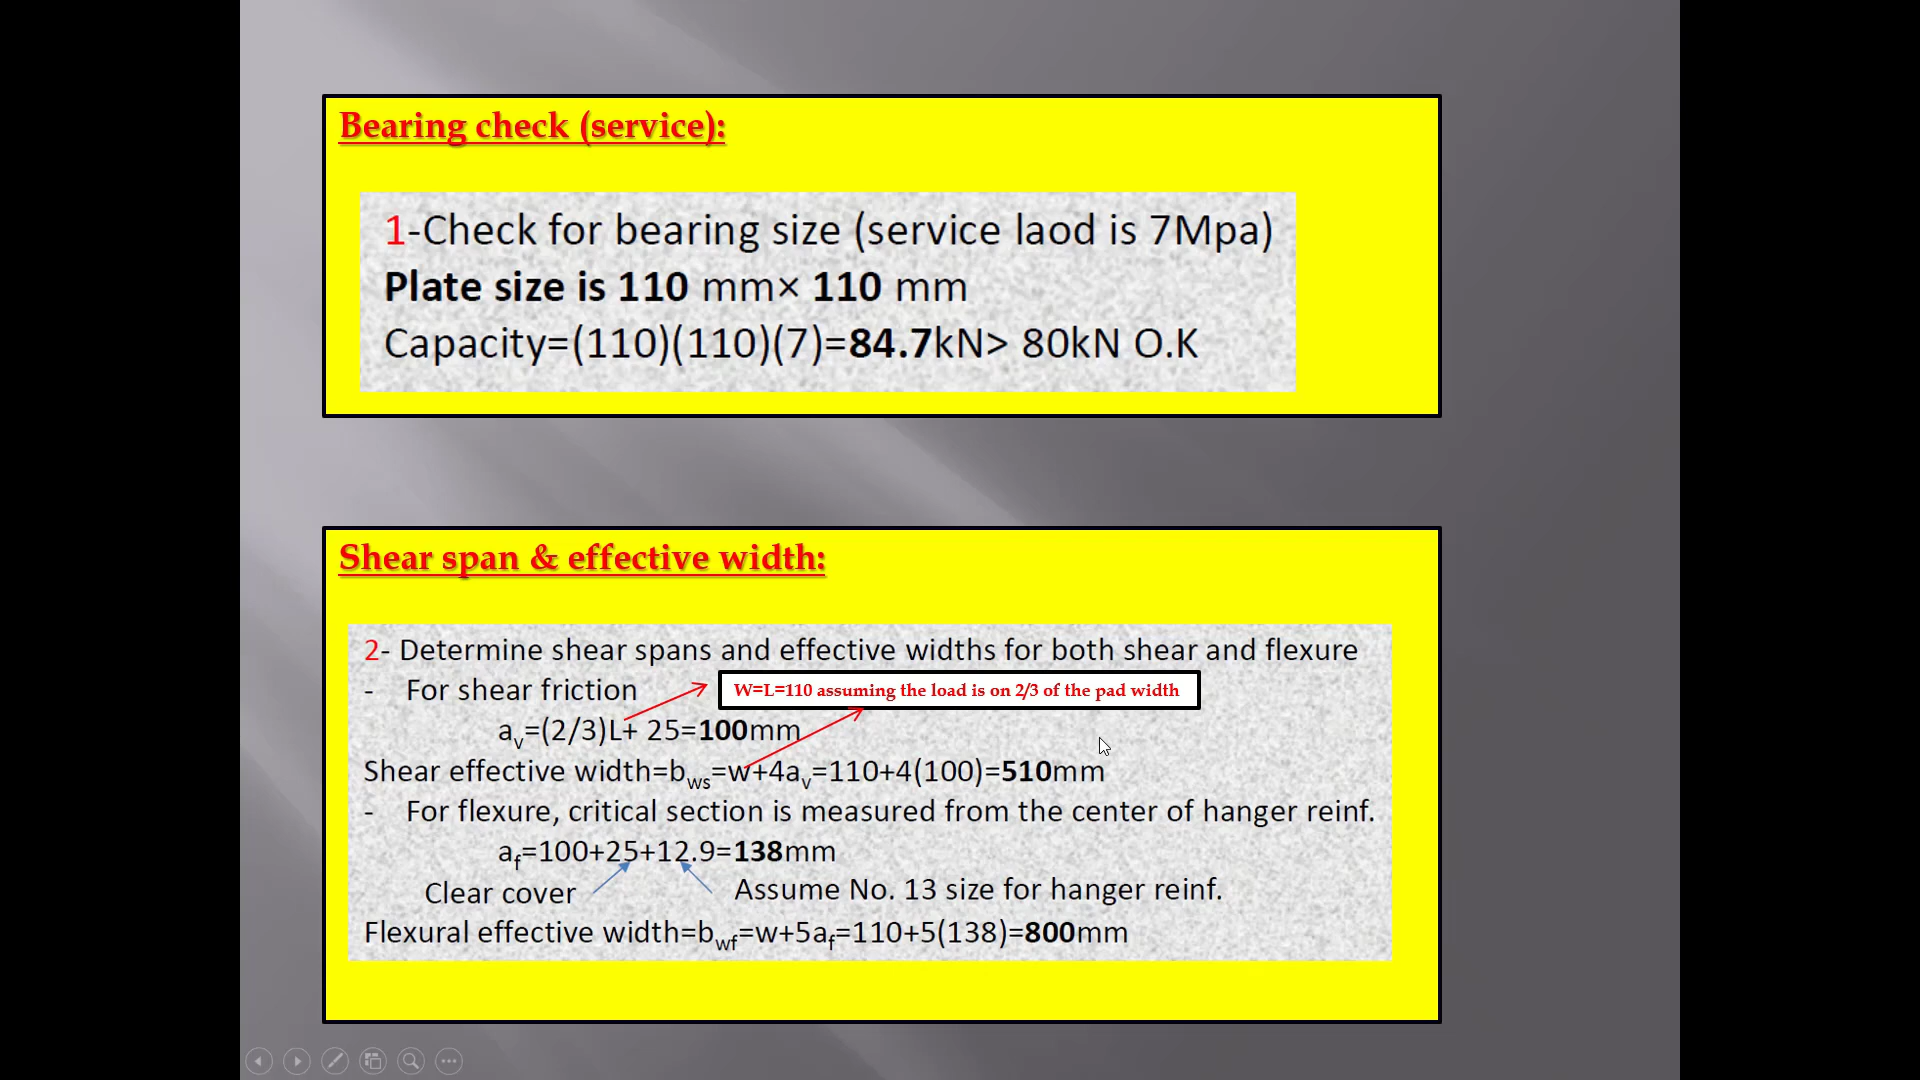 Bearing check (service):
1-Check for bearing size (service laod is 7Mpa)
Plate size is 110 mm× 110 mm
Capacity=(110)(110)(7)=84.7kN> 80kN O.K
Shear span & effective width:
2- Determine shear spans and effective widths for both shear and flexure
- For shear friction
W=L=110 assuming the load is on 2/3 of the pad width
av=(2/3)L+ 25=100mm
Shear effective width=bws=w+4av=110+4(100)=510mm
- For flexure, critical section is measured from the center of hanger reinf.
af=100+25+12.9=138mm
Clear cover Assume No. 13 size for hanger reinf.
Flexural effective width=bwf=w+5af=110+5(138)=800mm